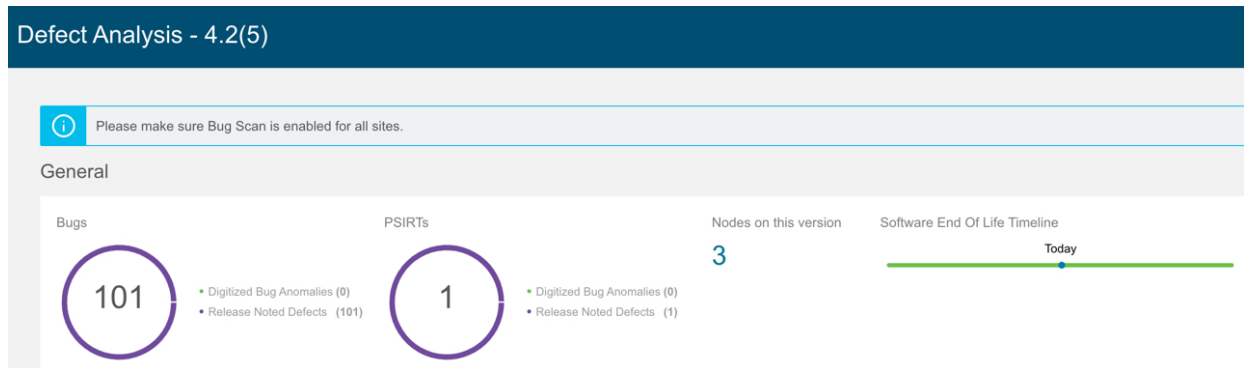 Defect Analysis - 4.2(5)
Please make sure Bug Scan is enabled for all sites.
General
Bugs
101
Digitized Bug Anomalies (0)
Release Noted Defects (101)
PSIRTs
1
Digitized Bug Anomalies (0)
Release Noted Defects (1)
Nodes on this version
3
Software End Of Life Timeline
Today